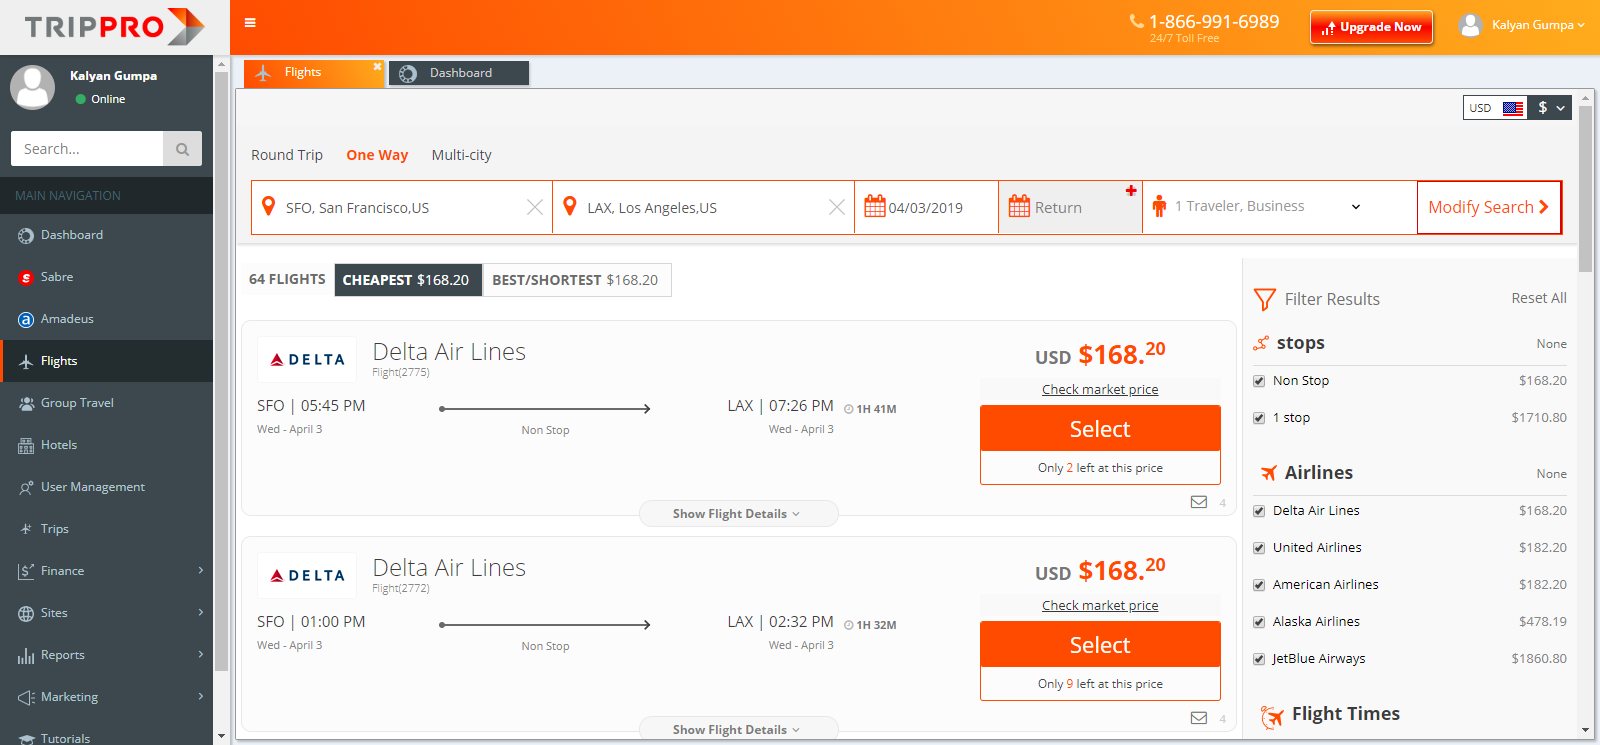 TRIPPRO
1-866-991-6989
24/7 Toll Free
Upgrade Now
Kalyan Gumpa
Kalyan Gumpa
Online
Search...
MAIN NAVIGATION
Dashboard
Sabre
Amadeus
Flights
Group Travel
Hotels
User Management
Trips
Finance
Sites
Reports
Marketing
Tutorials
Flights
Dashboard
USD $
Round Trip One Way Multi-city
SFO, San Francisco,US
LAX, Los Angeles,US
04/03/2019
Return
1 Traveler, Business
Modify Search
64 FLIGHTS
CHEAPEST $168.20
BEST/SHORTEST $168.20
DELTA
Delta Air Lines
Flight(2775)
SFO | 05:45 PM
Wed - April 3
Non Stop
LAX | 07:26 PM
1H 41M
Wed - April 3
USD $168.20
Check market price
Select
Only 2 left at this price
4
Show Flight Details
DELTA
Delta Air Lines
Flight(2772)
SFO | 01:00 PM
Wed - April 3
Non Stop
LAX | 02:32 PM
1H 32M
Wed - April 3
USD $168.20
Check market price
Select
Only 9 left at this price
4
Show Flight Details
Filter Results
Reset All
stops None
Non Stop $168.20
1 stop $1710.80
Airlines None
Delta Air Lines $168.20
United Airlines $182.20
American Airlines $182.20
Alaska Airlines $478.19
JetBlue Airways $1860.80
Flight Times